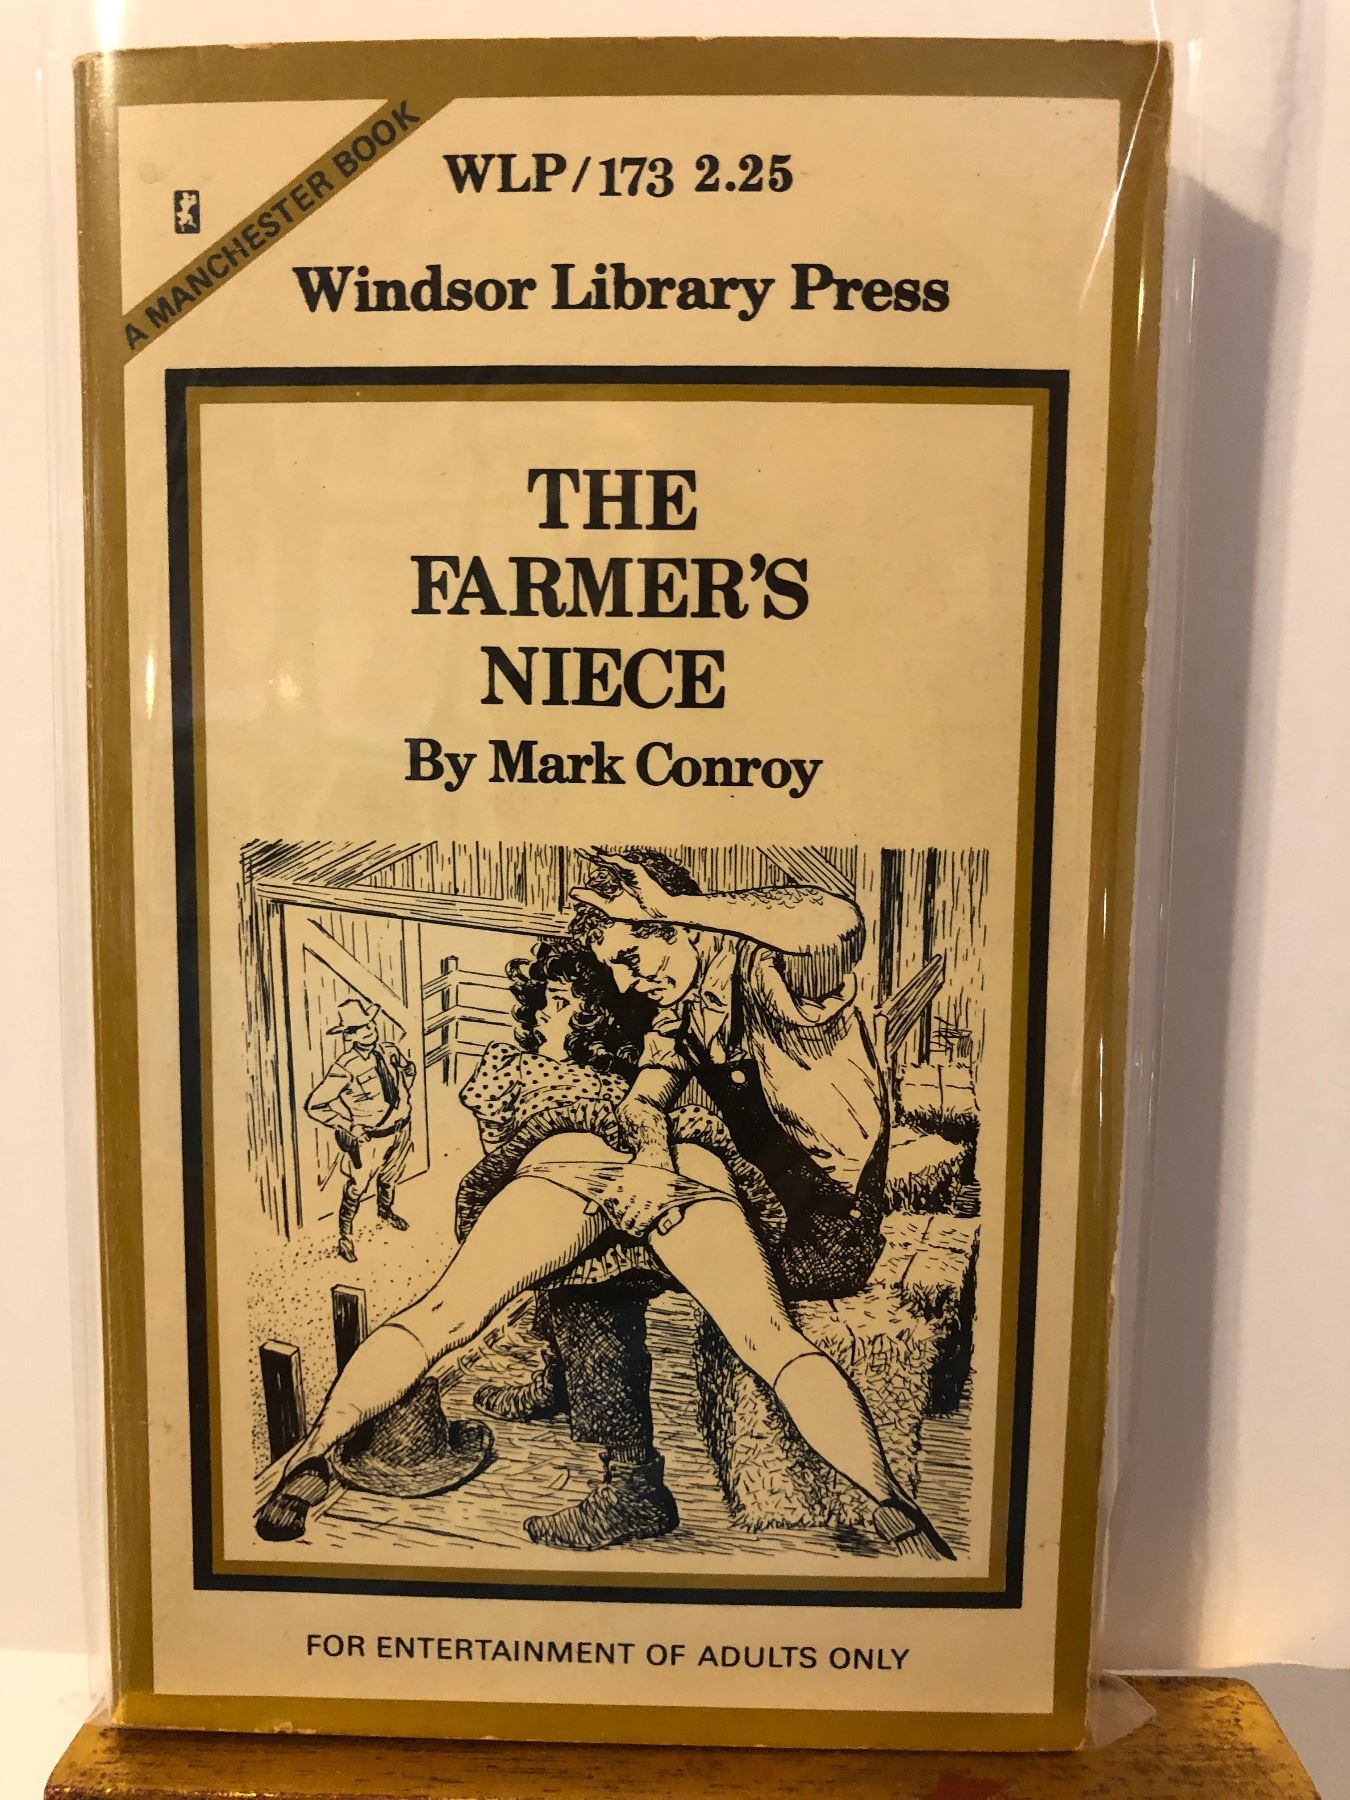 A MANCHESTER BOOK
WLP/173 2.25
Windsor Library Press
THE
FARMER'S
NIECE
By Mark Conroy
FOR ENTERTAINMENT OF ADULTS ONLY